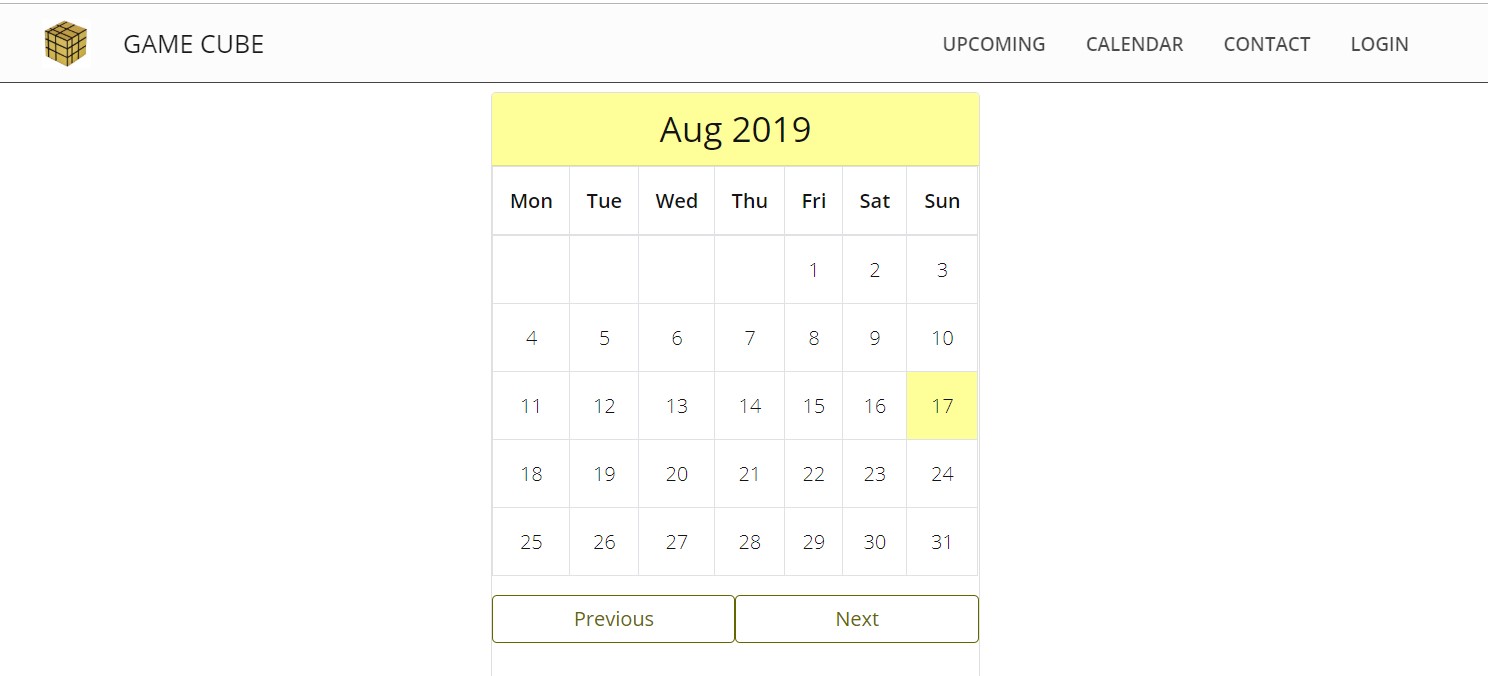 GAME CUBE UPCOMING CALENDAR CONTACT LOGIN
Aug 2019
Mon Tue Wed Thu Fri Sat Sun
1 2 3
4 5 6 7 8 9 10
11 12 13 14 15 16 17
18 19 20 21 22 23 24
25 26 27 28 29 30 31
Previous Next